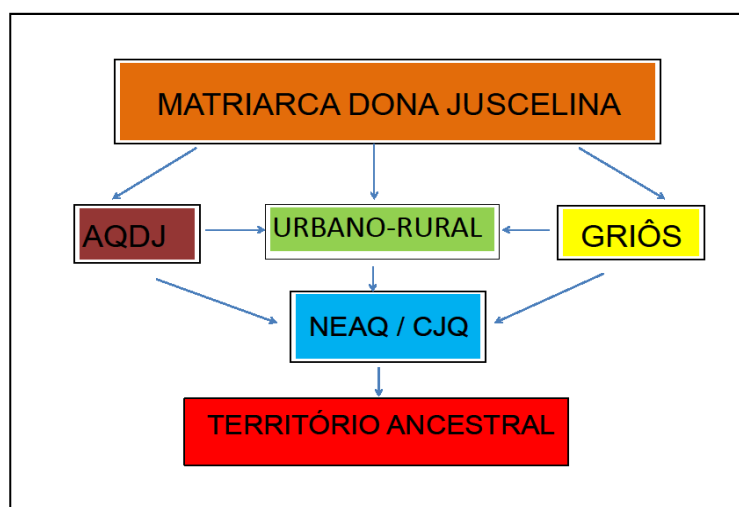 MATRIARCA DONA JUSCELINA
AQDJ
URBANO-RURAL
GRIÔS
NEAQ / CJQ
TERRITÓRIO ANCESTRAL